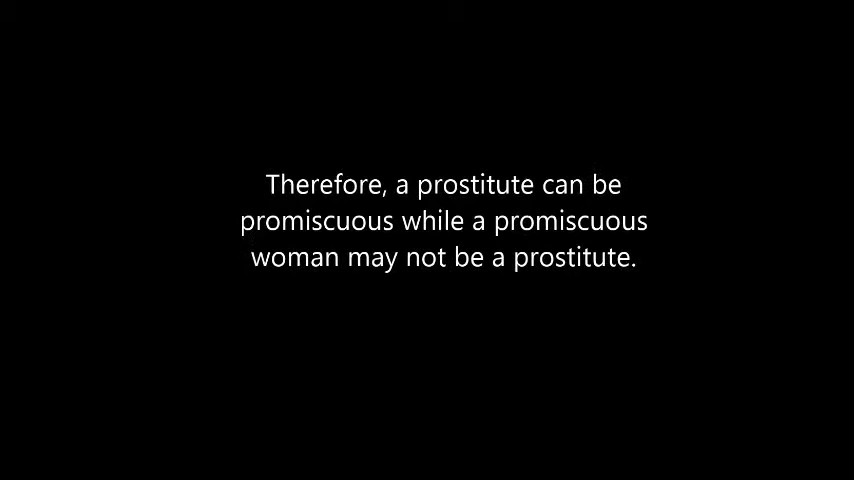 Therefore, a prostitute can be
promiscuous while a promiscuous
woman may not be a prostitute.